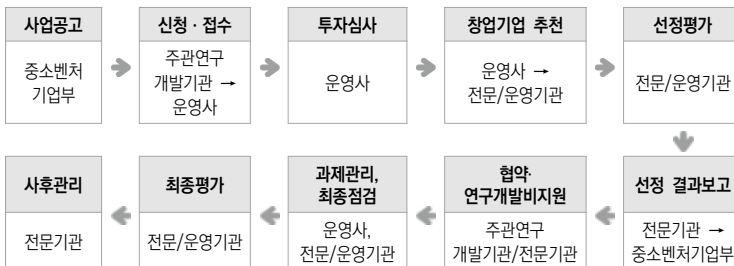 사업공고
중소벤처
기업부
신청 · 접수
주관연구
개발기관 →
운영사
투자심사
운영사
창업기업 추천
운영사 →
전문/운영기관
선정평가
전문/운영기관
선정 결과보고
전문기관 →
중소벤처기업부
협약·
연구개발비지원
주관연구
개발기관/전문기관
과제관리,
최종점검
운영사,
전문/운영기관
최종평가
전문/운영기관
사후관리
전문기관